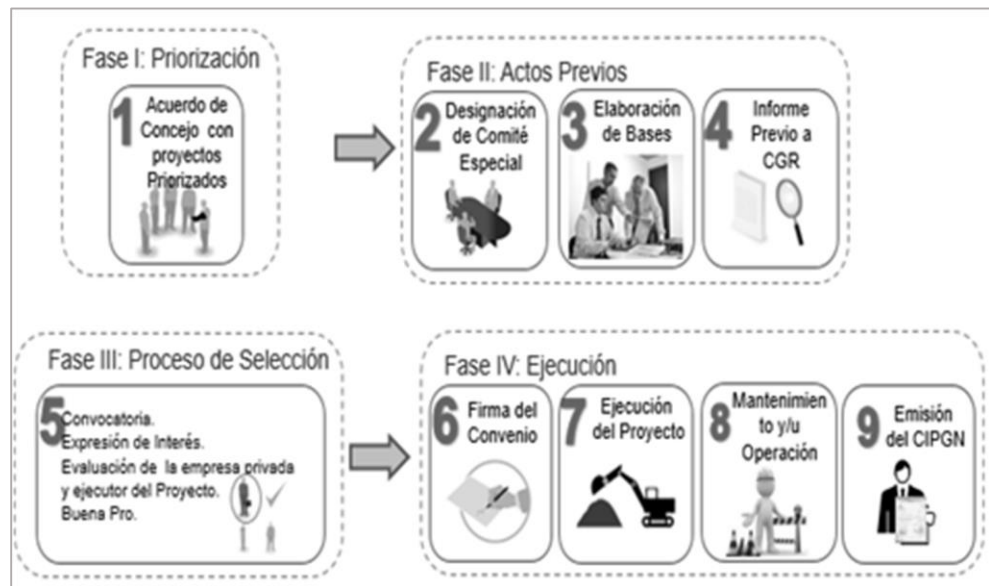 Fase I: Priorización
1
Acuerdo de
Concejo con
proyectos
Priorizados
Fase II: Actos Previos
2
Designación
de Comité
Especial
3
Elaboración
de Bases
4
Informe
Previo a
CGR
Fase III: Proceso de Selección
5
Convocatoria.
Expresión de Interés.
Evaluación de la empresa privada
y ejecutor del Proyecto.
Buena Pro.
Fase IV: Ejecución
6
Firma del
Convenio
7
Ejecución
del Proyecto
8
Mantenimien
to y/u
Operación
9
Emisión
del CIPGN